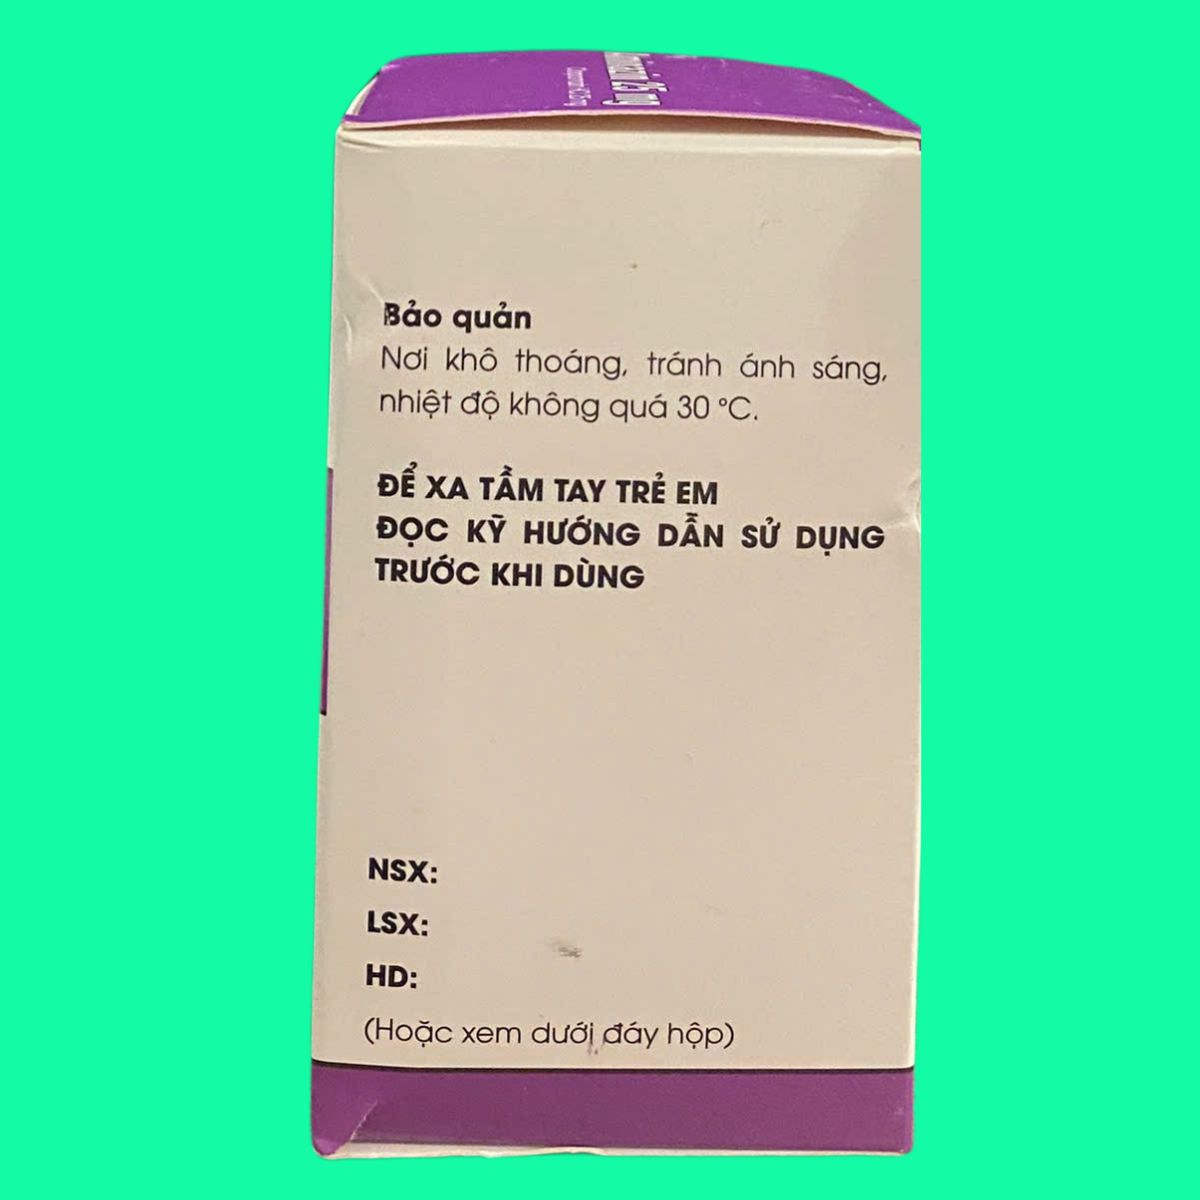 Bảo quản
Nơi khô thoáng, tránh ánh sáng,
nhiệt độ không quá 30 °C.
ĐỂ XA TẦM TAY TRẺ EM
ĐỌC KỸ HƯỚNG DẪN SỬ DỤNG
TRƯỚC KHI DÙNG
NSX:
LSX:
HD:
(Hoặc xem dưới đáy hộp)